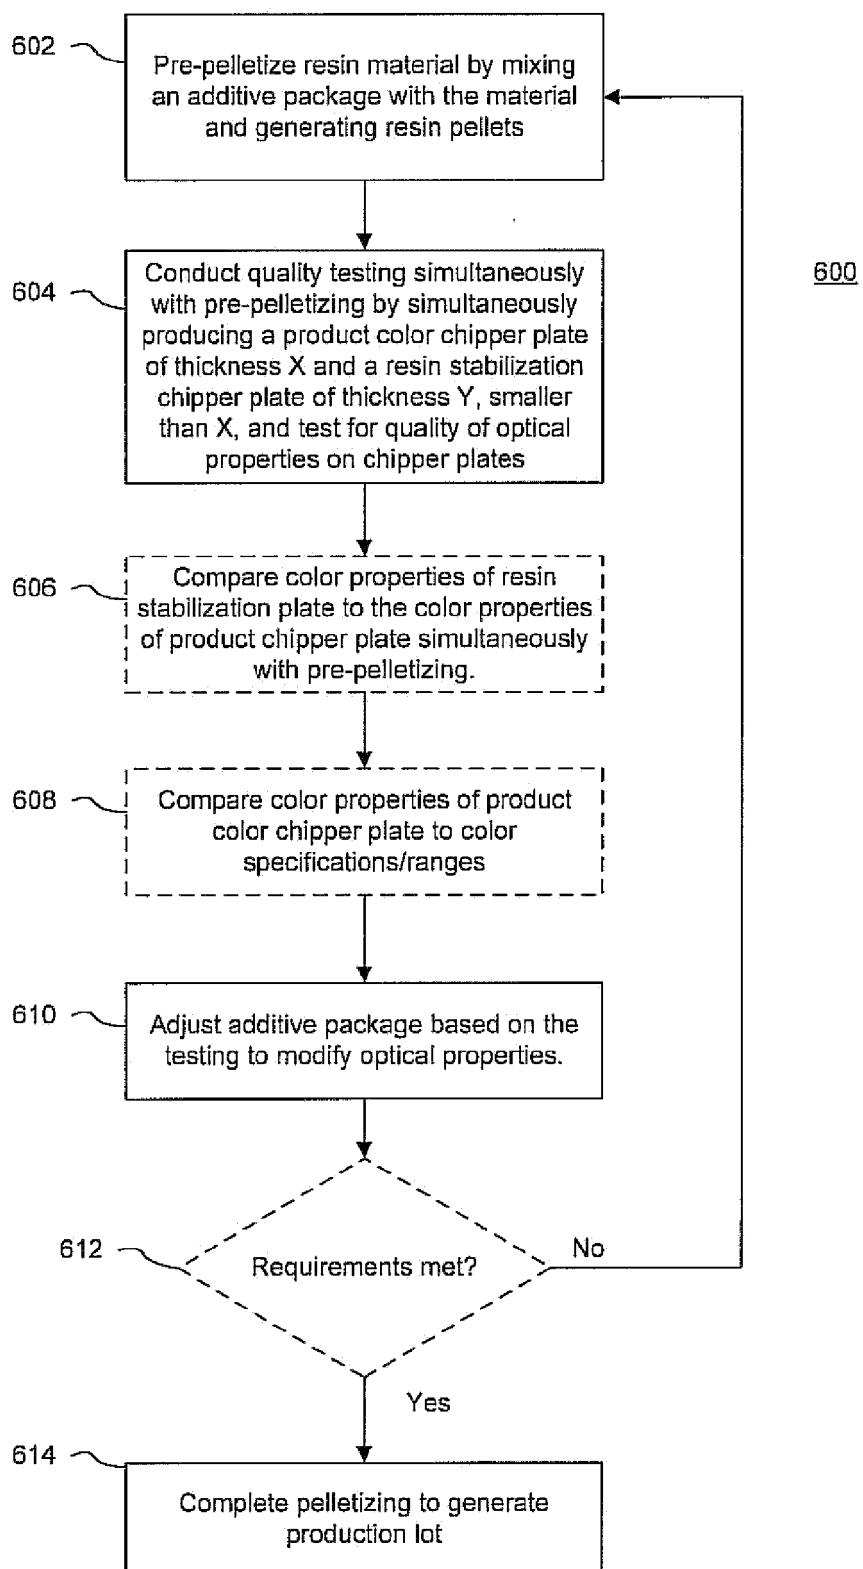 602
Pre-pelletize resin material by mixing
an additive package with the material
and generating resin pellets
600
604
Conduct quality testing simultaneously
with pre-pelletizing by simultaneously
producing a product color chipper plate
of thickness X and a resin stabilization
chipper plate of thickness Y, smaller
than X, and test for quality of optical
properties on chipper plates
606
Compare color properties of resin
stabilization plate to the color properties
of product chipper plate simultaneously
with pre-pelletizing.
608
Compare color properties of product
color chipper plate to color
specifications/ranges
610
Adjust additive package based on the
testing to modify optical properties.
612
Requirements met?
No
Yes
614
Complete pelletizing to generate
production lot